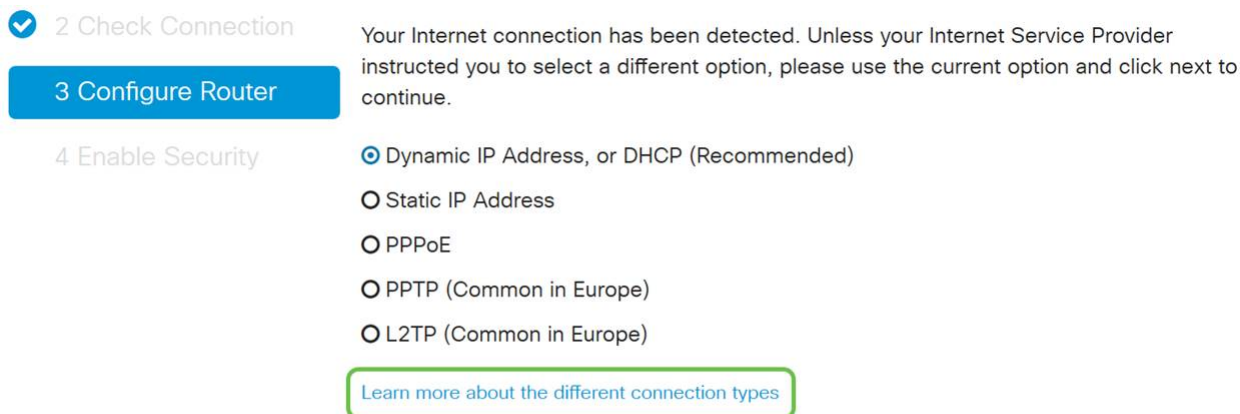 2 Check Connection
3 Configure Router
4 Enable Security
Your Internet connection has been detected. Unless your Internet Service Provider
instructed you to select a different option, please use the current option and click next to
continue.
Dynamic IP Address, or DHCP (Recommended)
Static IP Address
PPPoE
PPTP (Common in Europe)
L2TP (Common in Europe)
Learn more about the different connection types